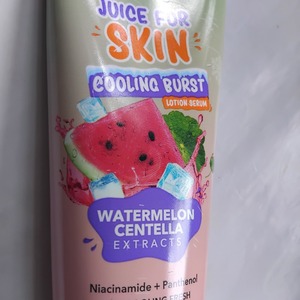 JUICE FOR
SKIN
COOLING BURST
LOTION SERUM
WATERMELON
CENTELLA
EXTRACTS
Niacinamide + Panthenol